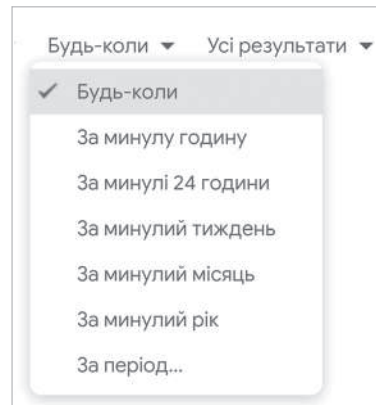 Будь-коли Усі результати
Будь-коли
За минулу годину
За минулі 24 години
За минулий тиждень
За минулий місяць
За минулий рік
За період...